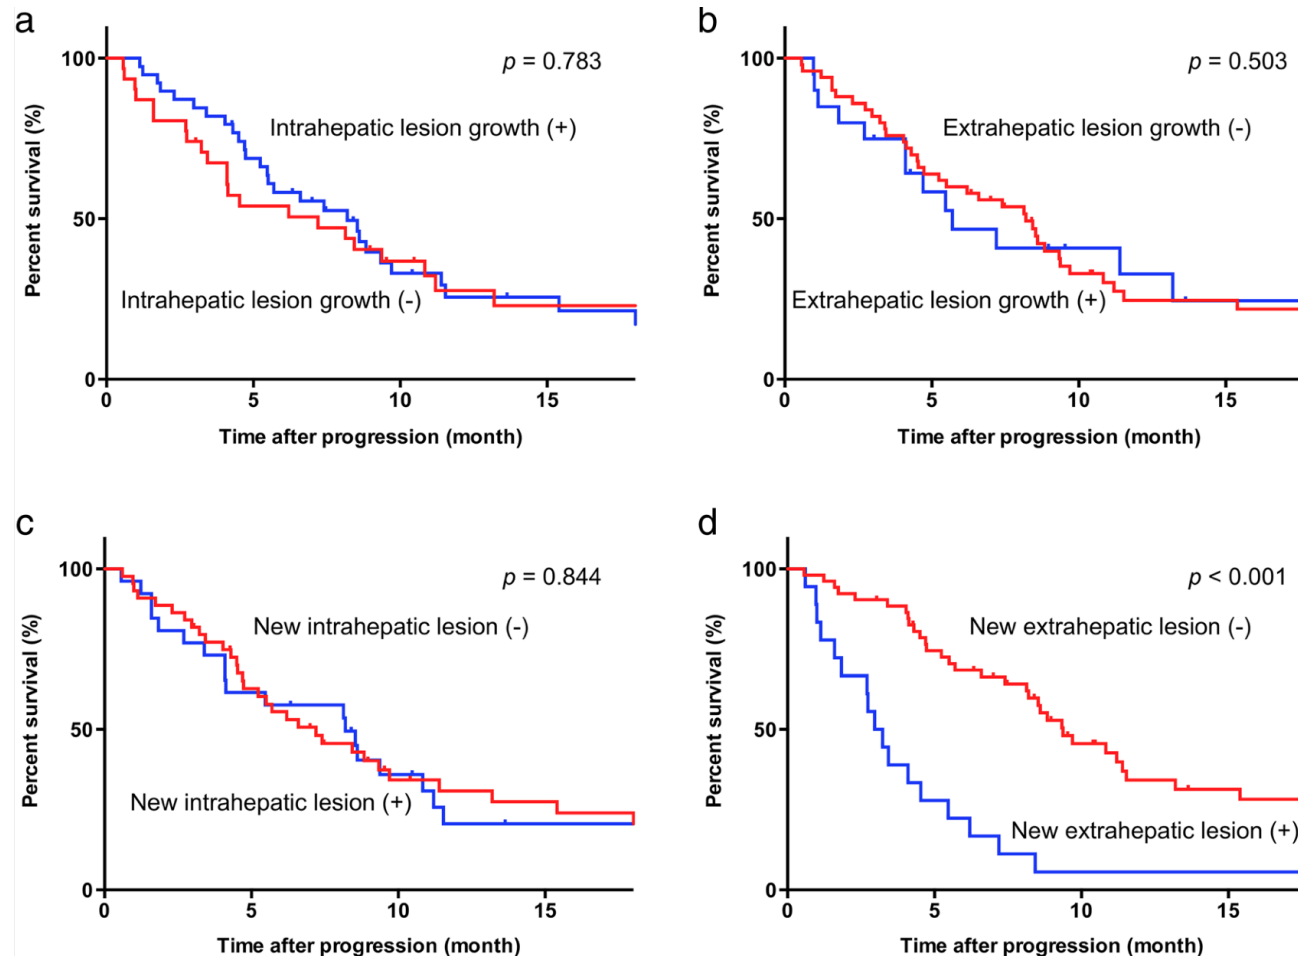 a
p = 0.783
100
50
0
Percent survival (%)
Intrahepatic lesion growth (+)
Intrahepatic lesion growth (-)
0 5 10 15
Time after progression (month)
b
p = 0.503
100
50
0
Percent survival (%)
Extrahepatic lesion growth (-)
Extrahepatic lesion growth (+)
0 5 10 15
Time after progression (month)
c
p = 0.844
100
50
0
Percent survival (%)
New intrahepatic lesion (-)
New intrahepatic lesion (+)
0 5 10 15
Time after progression (month)
d
p < 0.001
100
50
0
Percent survival (%)
New extrahepatic lesion (-)
New extrahepatic lesion (+)
0 5 10 15
Time after progression (month)